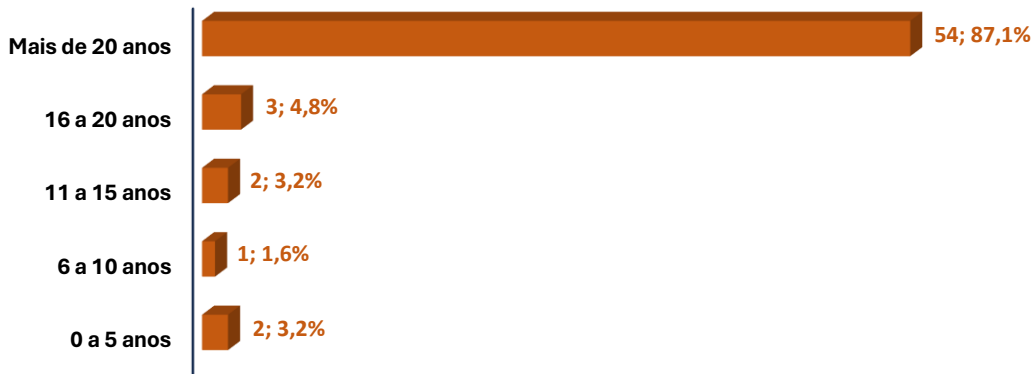 Mais de 20 anos 54; 87,1%
16 a 20 anos 3; 4,8%
11 a 15 anos 2; 3,2%
6 a 10 anos 1; 1,6%
0 a 5 anos 2; 3,2%